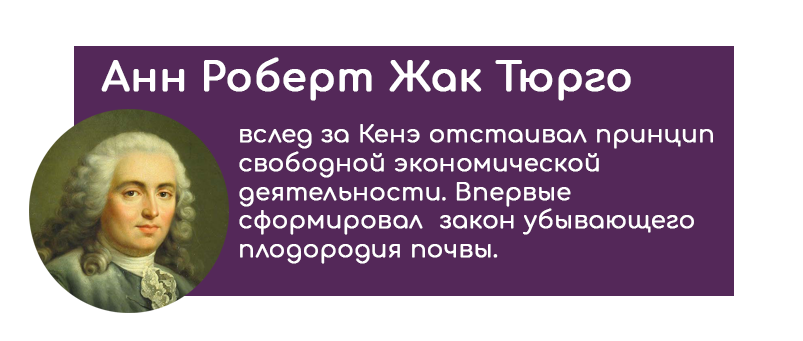 Анн Роберт Жак Тюрго
вслед за Кенэ отстаивал принцип
свободной экономической
деятельности. Впервые
сформировал закон убывающего
плодородия почвы.